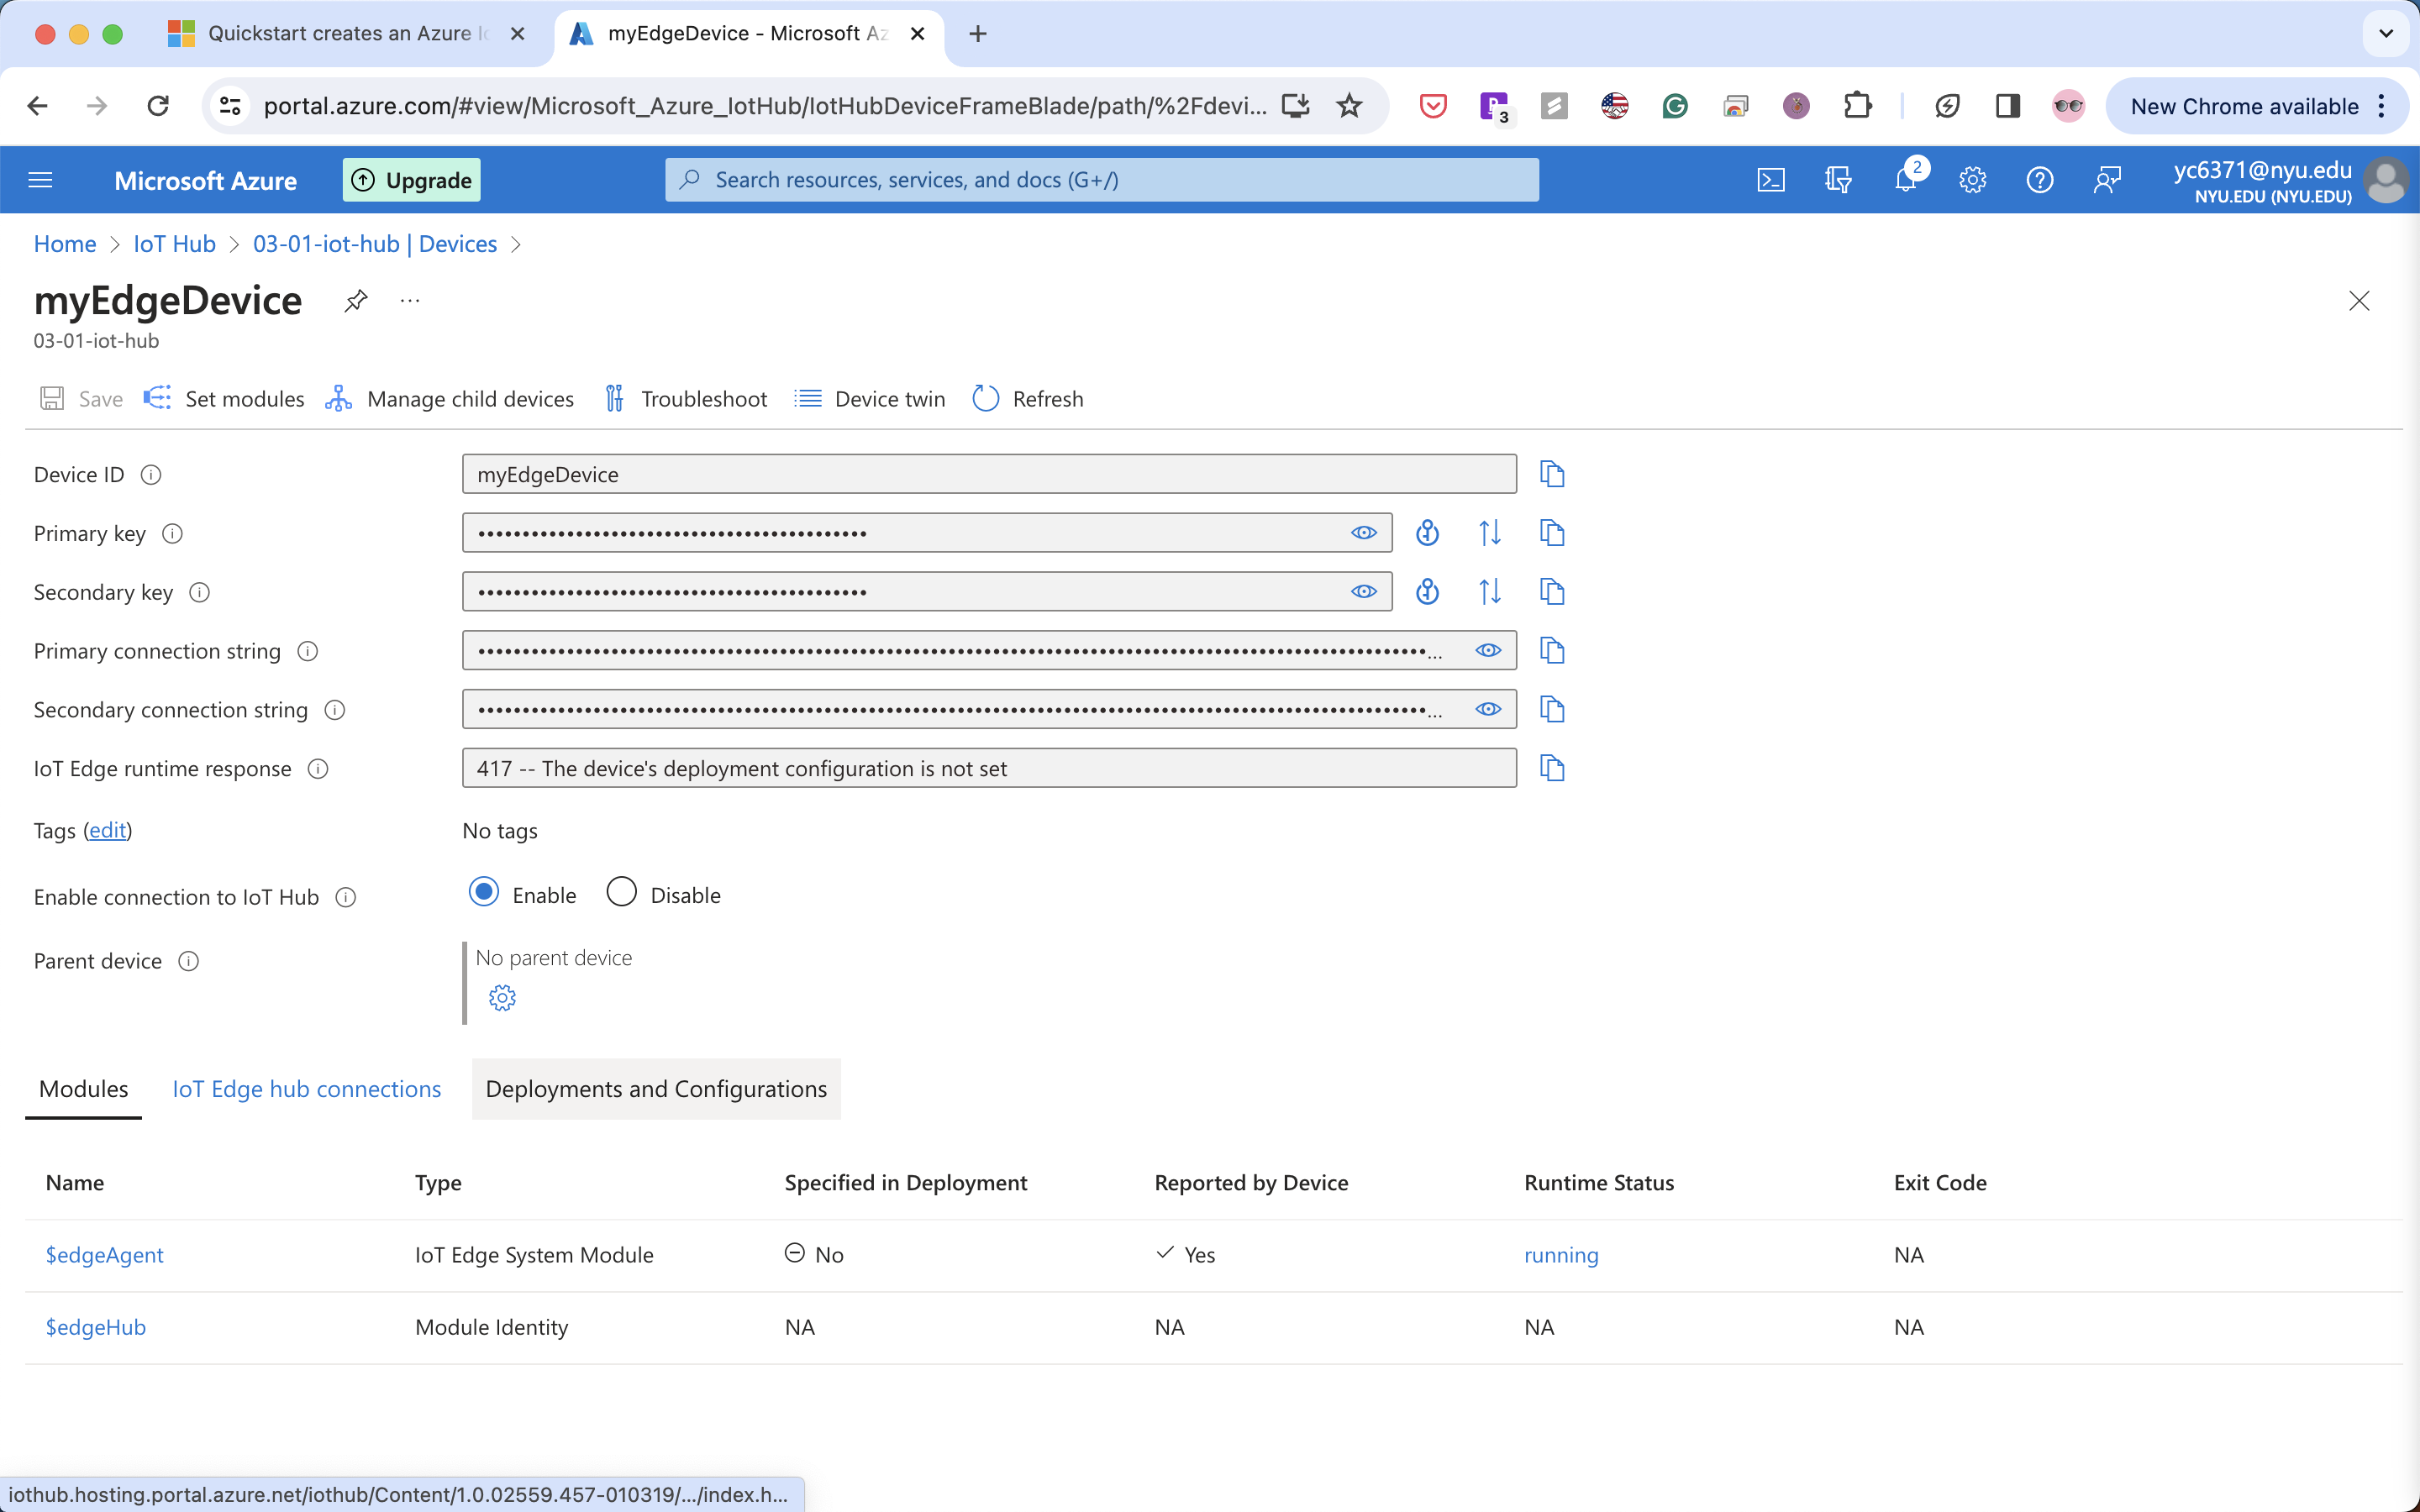 Quickstart creates an Azure Io
myEdgeDevice - Microsoft Az
portal.azure.com/#view/Microsoft_Azure_IotHub/IotHubDeviceFrameBlade/path/%2Fdevi...
3
New Chrome available
Microsoft Azure
Upgrade
Search resources, services, and docs (G+/)
2
yc6371@nyu.edu
NYU.EDU (NYU.EDU)
Home > IoT Hub > 03-01-iot-hub | Devices >
myEdgeDevice
03-01-iot-hub
Save Set modules Manage child devices Troubleshoot Device twin Refresh
Device ID myEdgeDevice
Primary key
Secondary key
Primary connection string ...
Secondary connection string ...
IoT Edge runtime response 417 -- The device's deployment configuration is not set
Tags (edit) No tags
Enable connection to IoT Hub Enable Disable
Parent device No parent device
Modules IoT Edge hub connections Deployments and Configurations
Name Type Specified in Deployment Reported by Device Runtime Status Exit Code
$edgeAgent IoT Edge System Module No Yes running NA
$edgeHub Module Identity NA NA NA NA
iothub.hosting.portal.azure.net/iothub/Content/1.0.02559.457-010319/.../index.h...